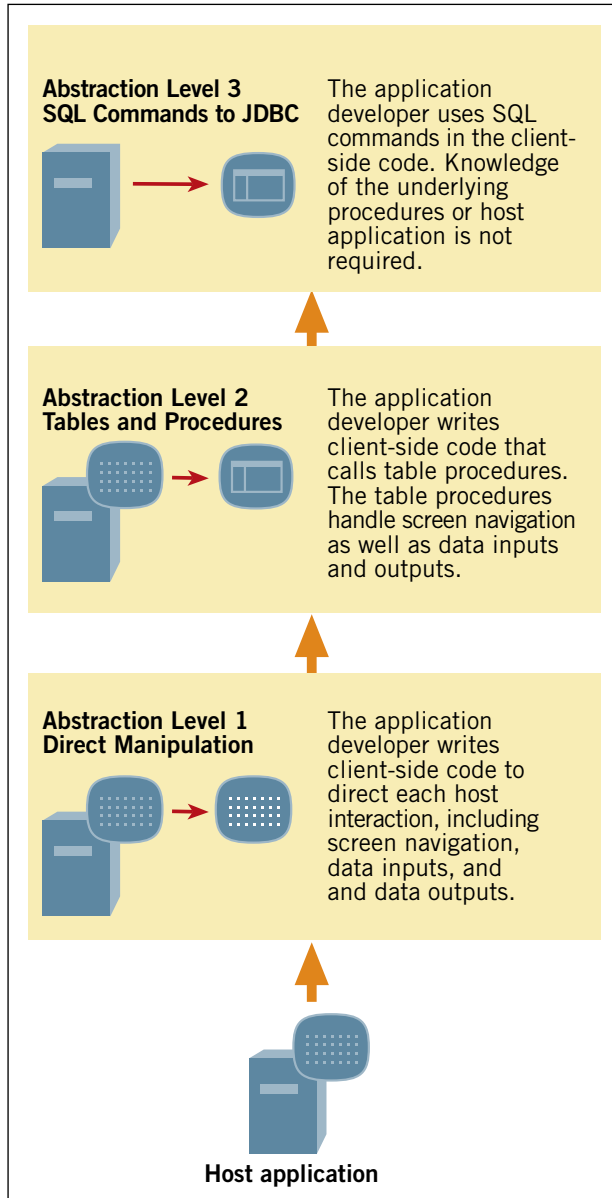 Abstraction Level 3
SQL Commands to JDBC
The application
developer uses SQL
commands in the client-
side code. Knowledge
of the underlying
procedures or host
application is not
required.
Abstraction Level 2
Tables and Procedures
The application
developer writes
client-side code that
calls table procedures.
The table procedures
handle screen navigation
as well as data inputs
and outputs.
Abstraction Level 1
Direct Manipulation
The application
developer writes
client-side code to
direct each host
interaction, including
screen navigation,
data inputs, and
and data outputs.
Host application